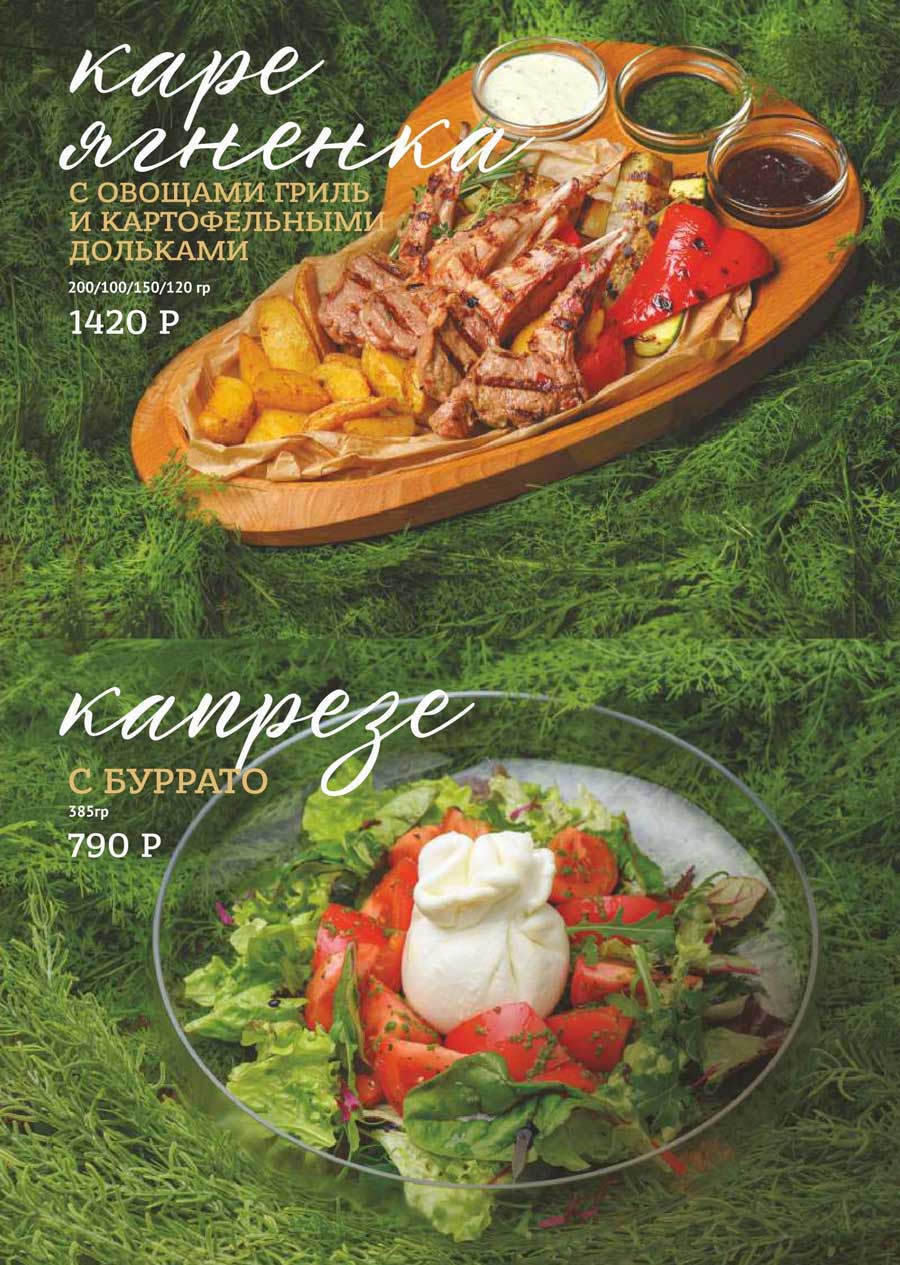 каре
ягненка
С ОВОЩАМИ ГРИЛЬ
И КАРТОФЕЛЬНЫМИ
ДОЛЬКАМИ
200/100/150/120 гр
1420 Р
капрезе
С БУРРАТО
385гр
790 Р